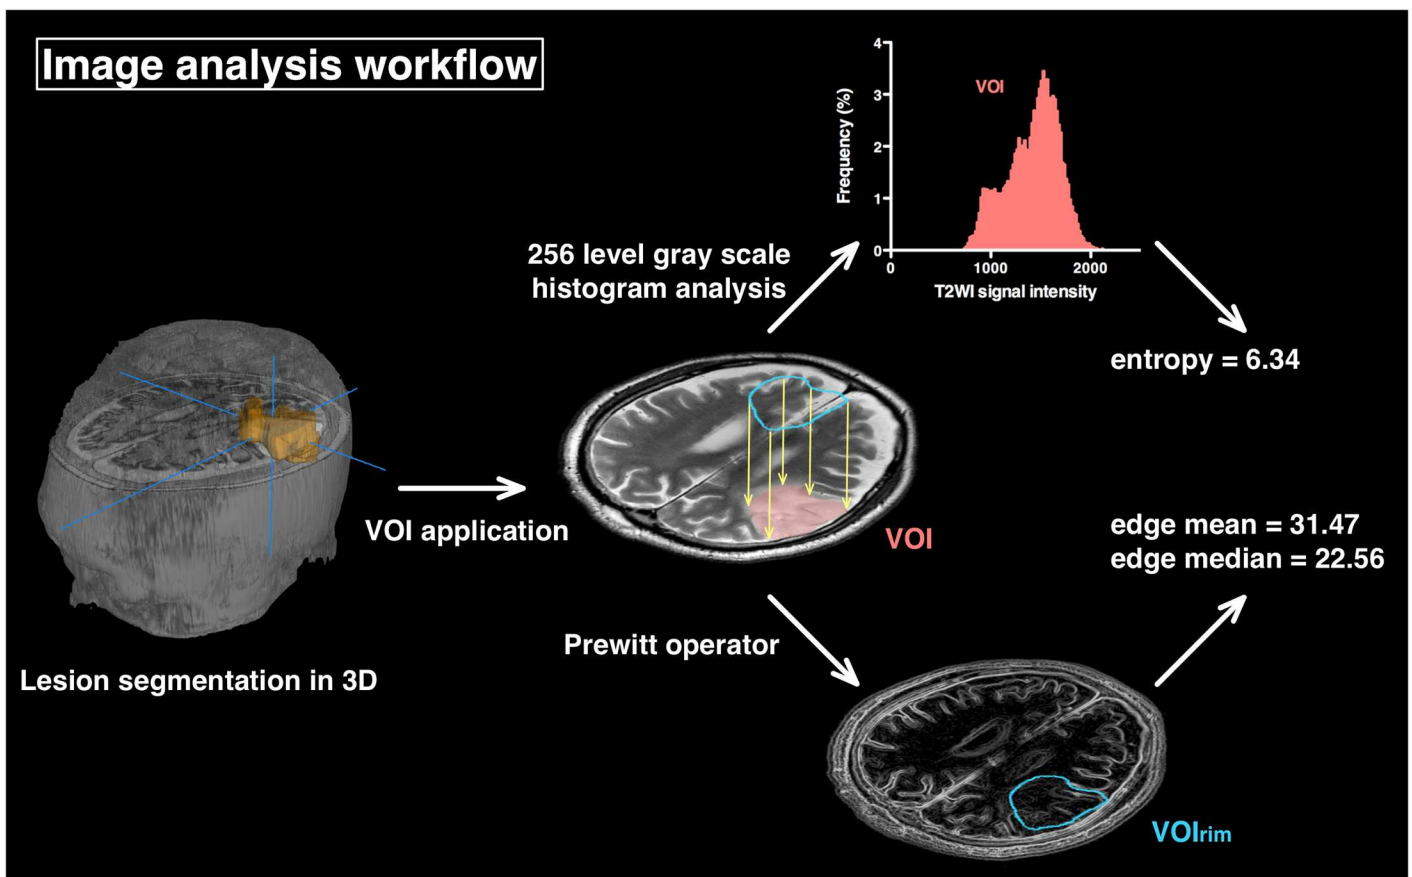 Image analysis workflow
4
3
2
1
0
Frequency (%)
VOI
0 1000 2000
T2WI signal intensity
256 level gray scale
histogram analysis
entropy = 6.34
VOI application
VOI
edge mean = 31.47
edge median = 22.56
Prewitt operator
Lesion segmentation in 3D
VOIrim